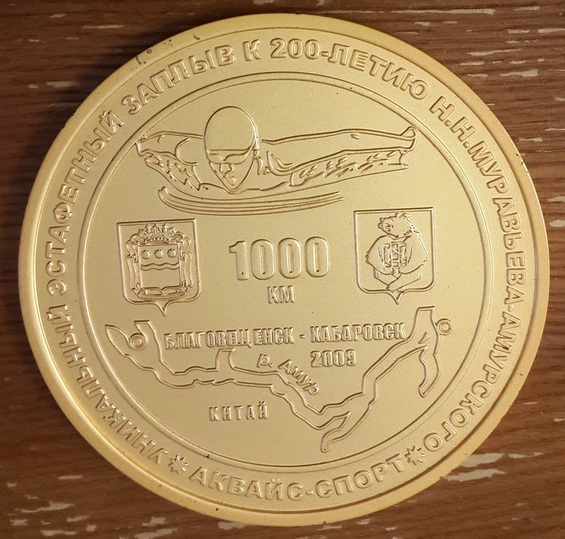 УНИКАЛЬНЫЙ ЭСТАФЕТНЫЙ ЗАПЛЫВ К 200-ЛЕТИЮ Н.Н.МУРАВЬЕВА-АМУРСКОГО
1000
КМ
БЛАГОВЕЩЕНСК - ХАБАРОВСК
2009
р. Амур
КИТАЙ
АКВАЙС-СПОРТ